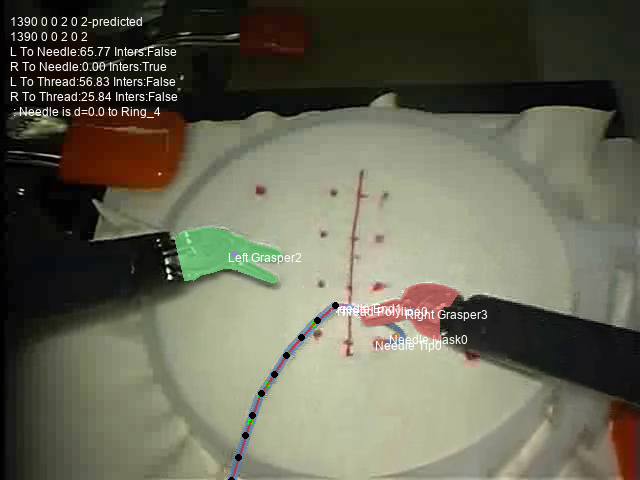 1390 0 0 2 0 2-predicted
1390 0 0 2 0 2
L To Needle:65.77 Inters:False
R To Needle:0.00 Inters:True
L To Thread:56.83 Inters:False
R To Thread:25.84 Inters:False
: Needle is d=0.0 to Ring_4
Left Grasper2
Right Grasper3
Needle Mask0
Needle Tip0